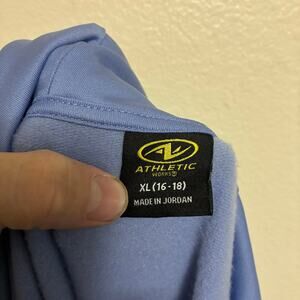 ATHLETIC
WORKS®
XL (16-18)
MADE IN JORDAN